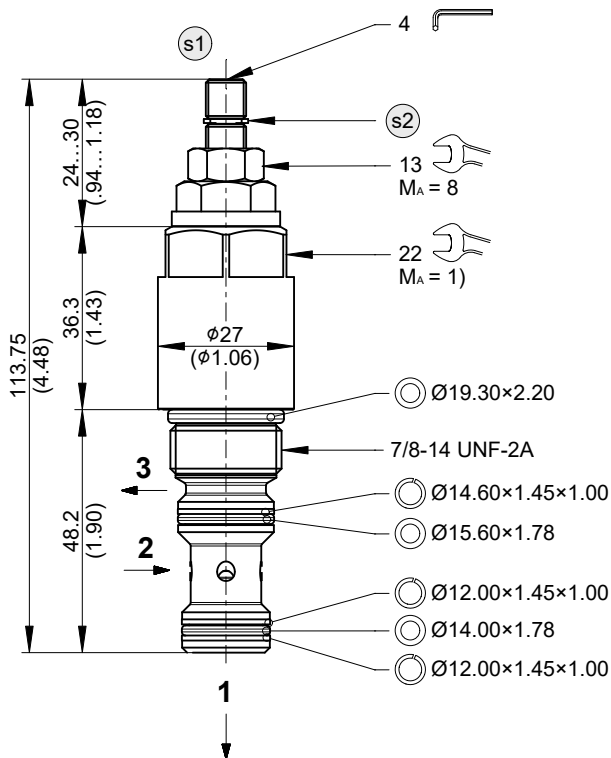 s1
4
s2
13
Mᴀ = 8
22
Mᴀ = 1)
24...30
(.94...1.18)
36.3
(1.43)
113.75
(4.48)
48.2
(1.90)
ϕ27
(ϕ1.06)
Ø19.30×2.20
7/8-14 UNF-2A
3
Ø14.60×1.45×1.00
Ø15.60×1.78
2
Ø12.00×1.45×1.00
Ø14.00×1.78
Ø12.00×1.45×1.00
1